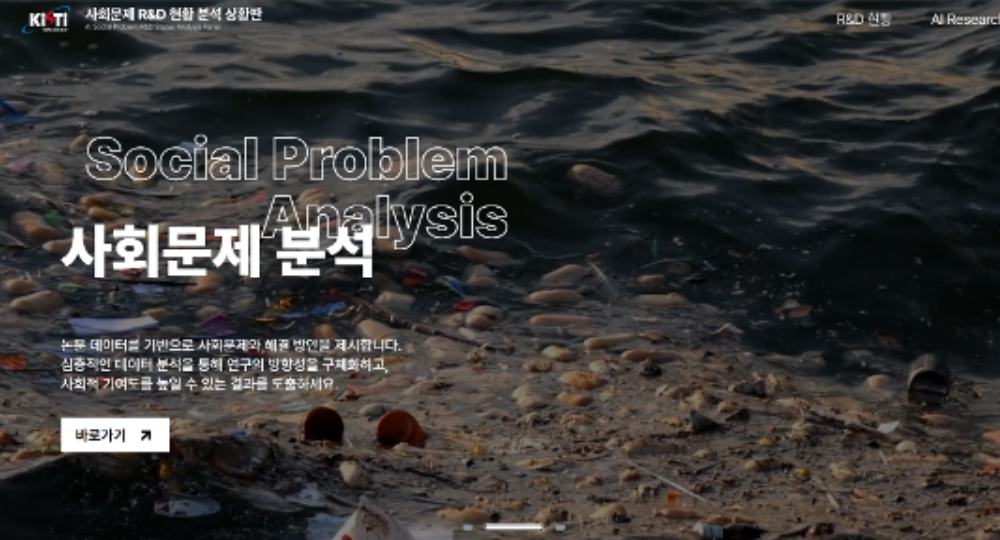 KiSTi
사회문제 R&D 현황 분석 상황판
A Social Problem R&D Status Analysis Panel
R&D 현황
AI Research
Social Problem
Analysis
사회문제 분석
논문 데이터를 기반으로 사회문제와 해결 방안을 제시합니다.
심층적인 데이터 분석을 통해 연구의 방향성을 구체화하고,
사회적 기여도를 높일 수 있는 결과를 도출하세요.
바로가기